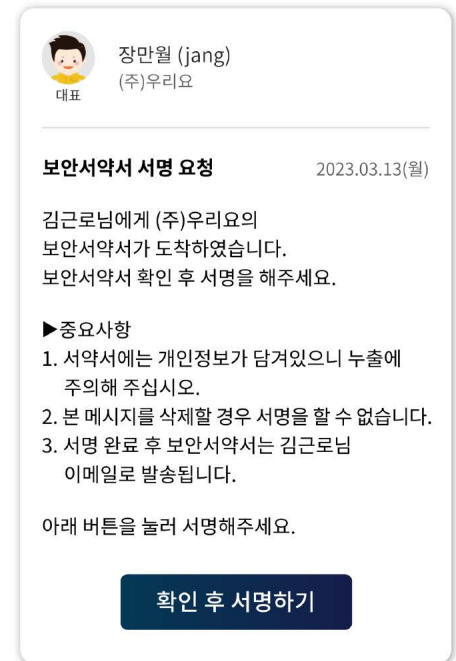 장만월 (jang)
(주)우리요
대표
보안서약서 서명 요청
2023.03.13(월)
김근로님에게 (주)우리요의
보안서약서가 도착하였습니다.
보안서약서 확인 후 서명을 해주세요.
▶중요사항
1. 서약서에는 개인정보가 담겨있으니 누출에
주의해 주십시오.
2. 본 메시지를 삭제할 경우 서명을 할 수 없습니다.
3. 서명 완료 후 보안서약서는 김근로님
이메일로 발송됩니다.
아래 버튼을 눌러 서명해주세요.
확인 후 서명하기